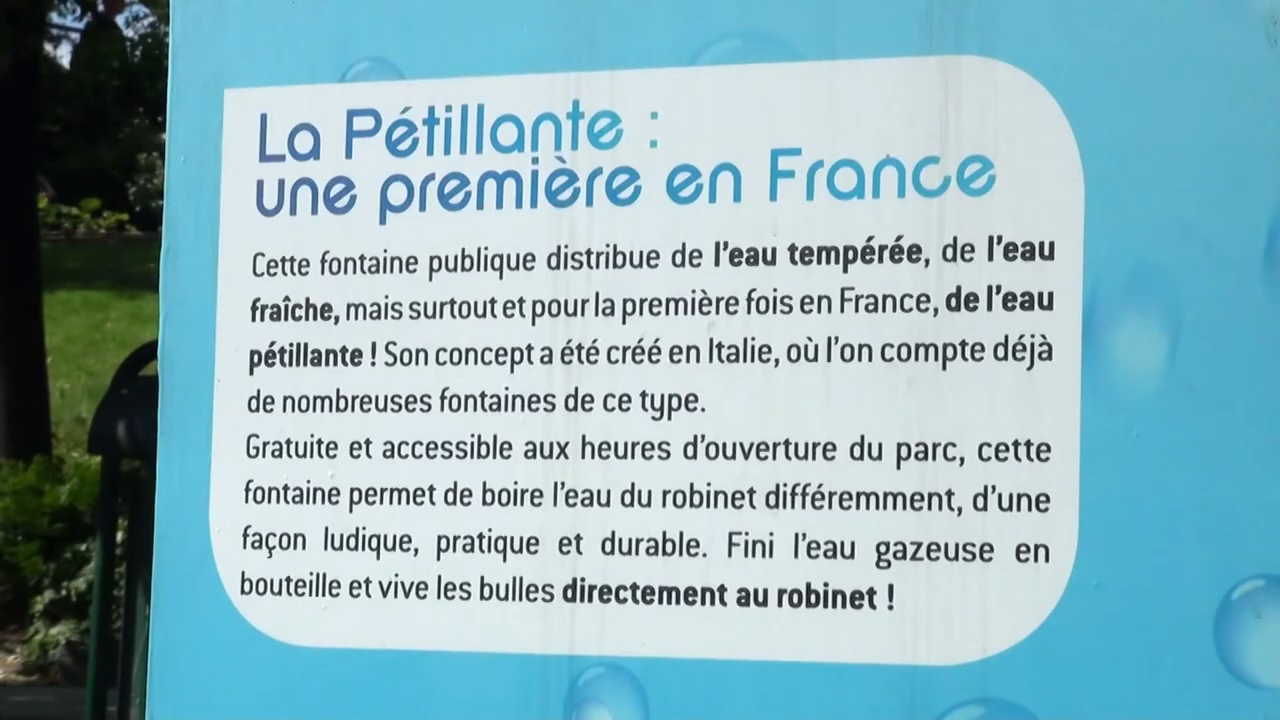 La Pétillante :
une première en France
Cette fontaine publique distribue de l'eau tempérée, de l'eau
fraîche, mais surtout et pour la première fois en France, de l'eau
pétillante ! Son concept a été créé en Italie, où l'on compte déjà
de nombreuses fontaines de ce type.
Gratuite et accessible aux heures d'ouverture du parc, cette
fontaine permet de boire l'eau du robinet différemment, d'une
façon ludique, pratique et durable. Fini l'eau gazeuse en
bouteille et vive les bulles directement au robinet !